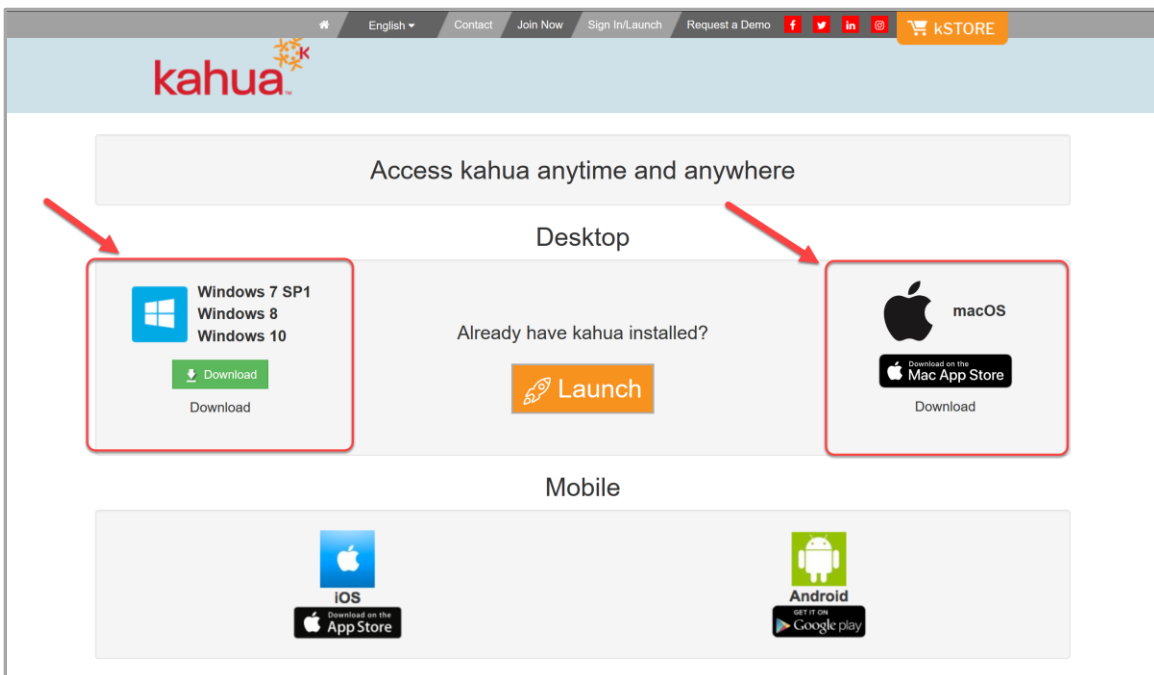 English
Contact
Join Now
Sign In/Launch
Request a Demo
kSTORE
kahua
K
Access kahua anytime and anywhere
Desktop
Windows 7 SP1
Windows 8
Windows 10
Download
Download
Already have kahua installed?
Launch
macOS
Download on the
Mac App Store
Download
Mobile
iOS
Download on the
App Store
Android
GET IT ON
Google play